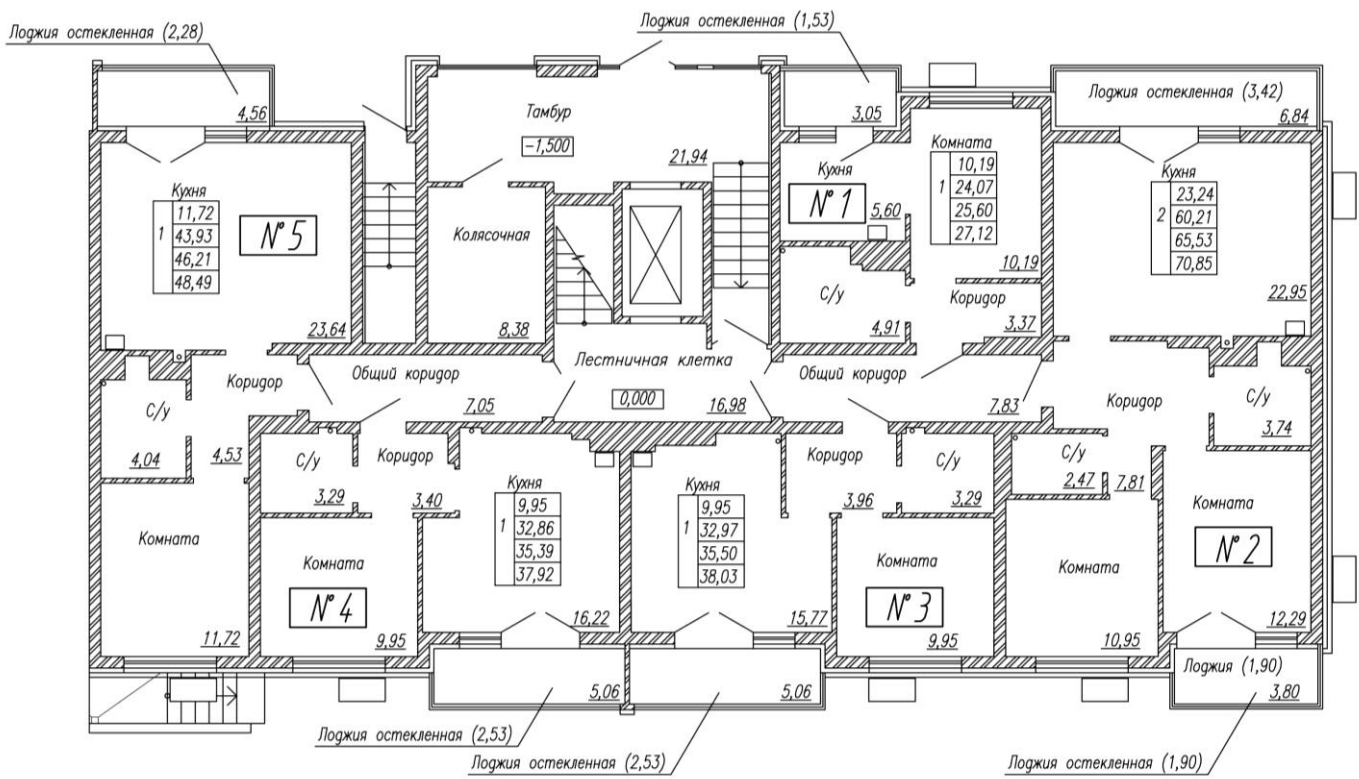 Лоджия остекленная (2,28)
Лоджия остекленная (1,53)
4,56
Тамбур
-1,500
21,94
3,05
Лоджия остекленная (3,42)
6,84
Кухня
1
11,72
43,93
46,21
48,49
N°5
23,64
Колясочная
8,38
Кухня
N°1
5,60
Комната
1
10,19
24,07
25,60
27,12
10,19
С/у
4,91
Коридор
3,37
Кухня
2
23,24
60,21
65,53
70,85
22,95
Лестничная клетка
0,000
16,98
Общий коридор
7,05
Общий коридор
7,83
Коридор
4,53
С/у
4,04
Комната
11,72
С/у
3,29
Коридор
3,40
Комната
N°4
9,95
Кухня
1
9,95
32,86
35,39
37,92
16,22
Кухня
1
9,95
32,97
35,50
38,03
15,77
Коридор
3,96
С/у
3,29
Комната
N°3
9,95
Коридор
7,81
С/у
2,47
С/у
3,74
Комната
10,95
Комната
N°2
12,29
Лоджия (1,90)
3,80
5,06
5,06
Лоджия остекленная (2,53)
Лоджия остекленная (2,53)
Лоджия остекленная (1,90)